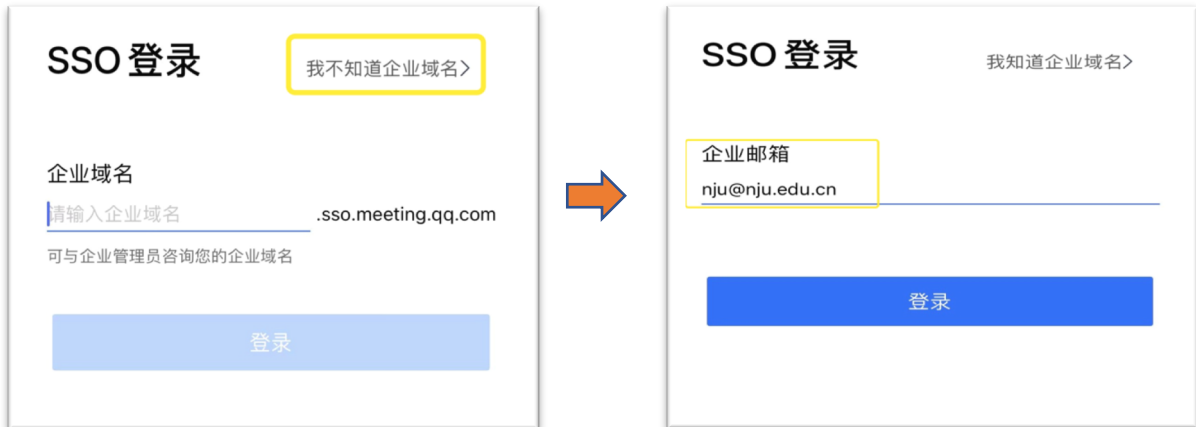 SSO 登录
我不知道企业域名>
企业域名
请输入企业域名
.sso.meeting.qq.com
可与企业管理员咨询您的企业域名
登录
SSO 登录
我知道企业域名>
企业邮箱
nju@nju.edu.cn
登录